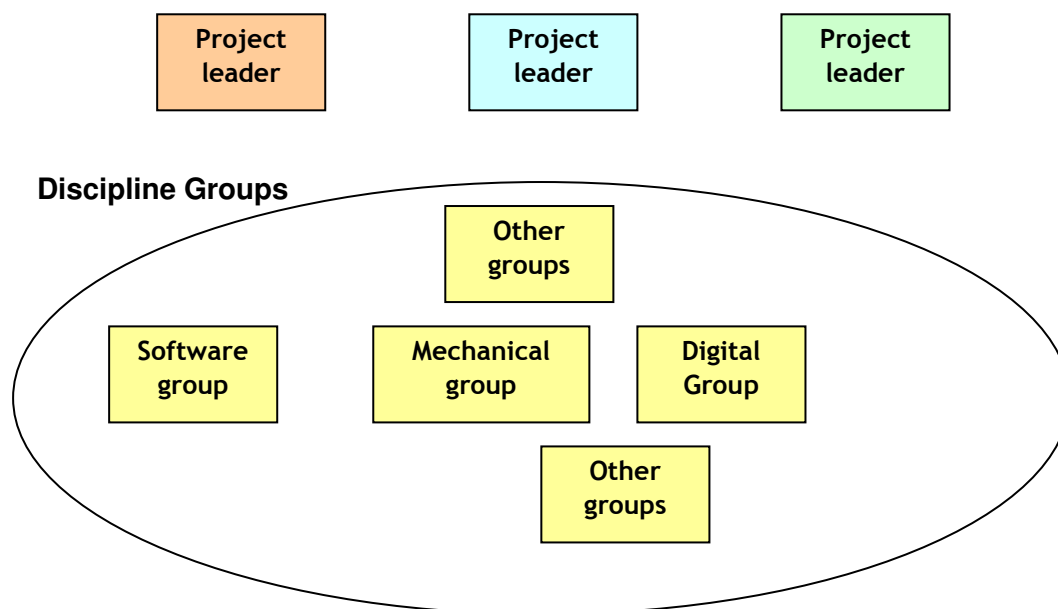 Project
leader
Project
leader
Project
leader
Discipline Groups
Other
groups
Software
group
Mechanical
group
Digital
Group
Other
groups